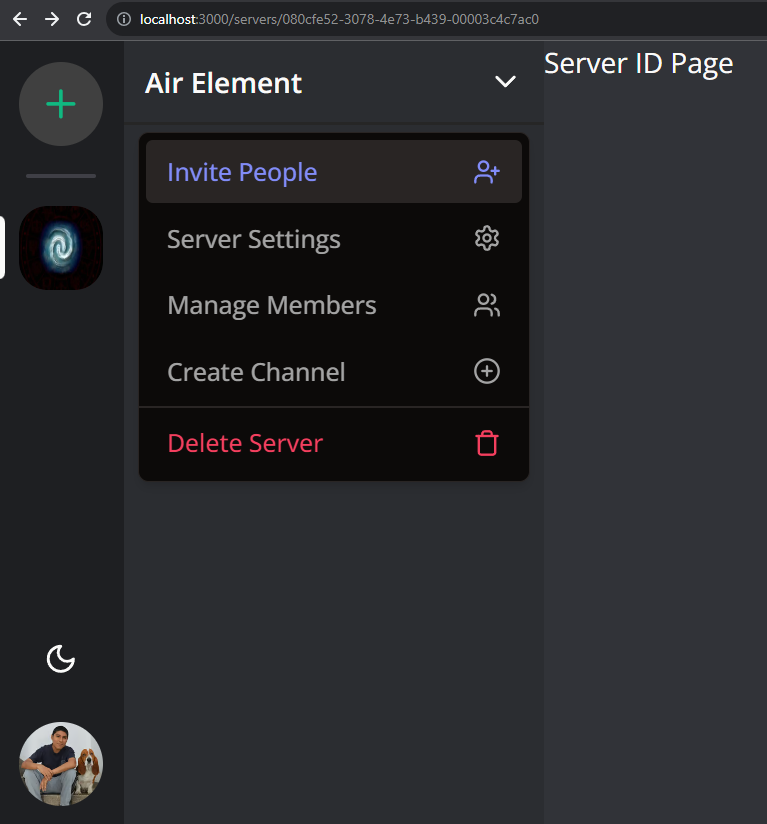 localhost:3000/servers/080cfe52-3078-4e73-b439-00003c4c7ac0
Air Element
Server ID Page
Invite People
Server Settings
Manage Members
Create Channel
Delete Server